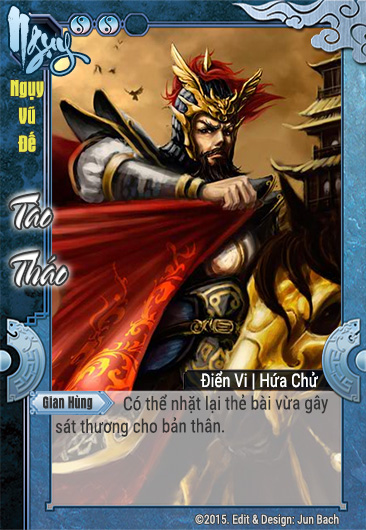 Ngụy
Ngụy
Vũ
Đế
Tào
Tháo
Điển Vi | Hứa Chử
Gian Hùng
Có thể nhặt lại thẻ bài vừa gây
sát thương cho bản thân.
©2015. Edit & Design: Jun Bach